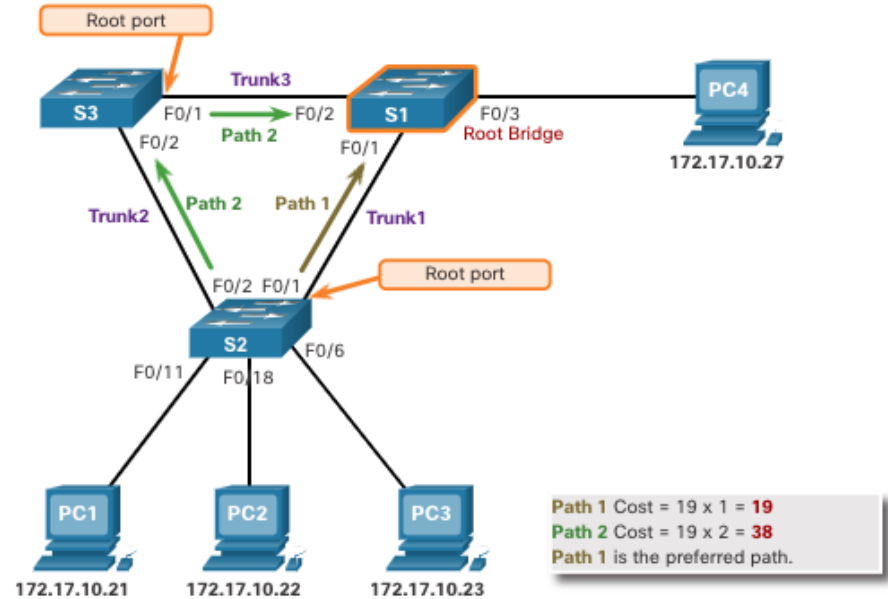 Root port
Trunk3
S3
S1
PC4
F0/1
F0/2
F0/3
Path 2
Root Bridge
F0/2
F0/1
172.17.10.27
Path 2
Path 1
Trunk2
Trunk1
Root port
F0/2
F0/1
S2
F0/6
F0/11
F0/18
PC1
PC2
PC3
Path 1 Cost = 19 x 1 = 19
Path 2 Cost = 19 x 2 = 38
Path 1 is the preferred path.
172.17.10.21
172.17.10.22
172.17.10.23